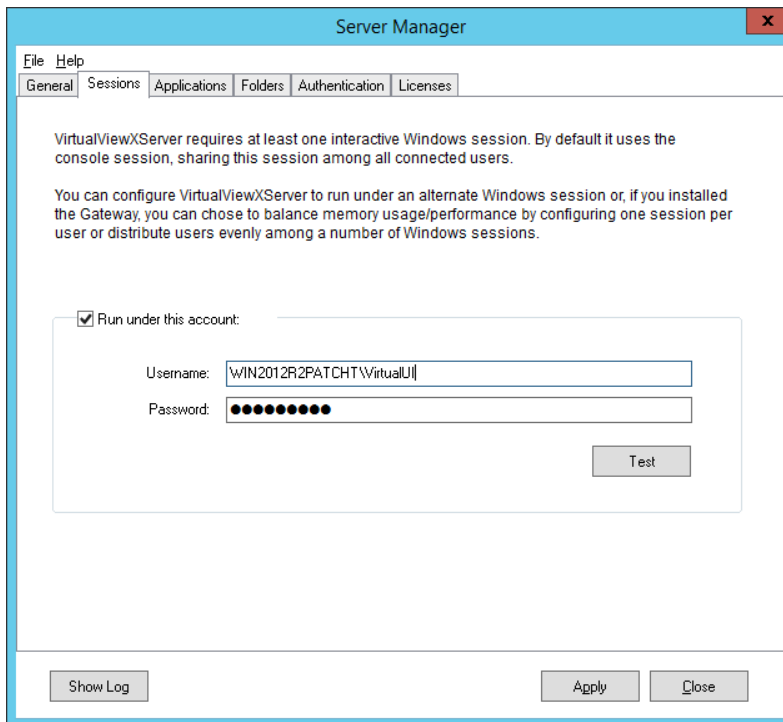 Server Manager
x
File Help
General Sessions Applications Folders Authentication Licenses
VirtualViewXServer requires at least one interactive Windows session. By default it uses the
console session, sharing this session among all connected users.
You can configure VirtualViewXServer to run under an alternate Windows session or, if you installed
the Gateway, you can chose to balance memory usage/performance by configuring one session per
user or distribute users evenly among a number of Windows sessions.
Run under this account:
Username: WIN2012R2PATCHT\VirtualUI
Password: ●●●●●●●●●
Test
Show Log Apply Close